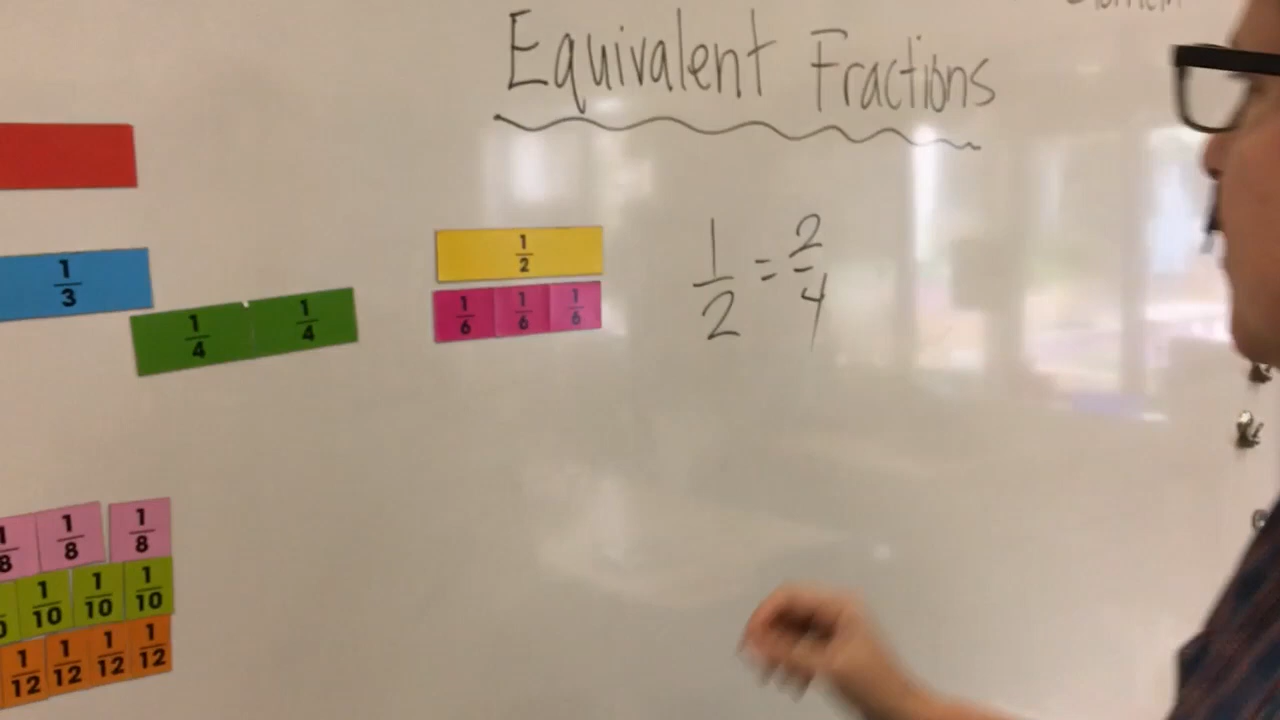 Equivalent Fractions
1/3
1/4 1/4
1/2
1/6 1/6 1/6
1/2 = 2/4
1/8 1/8 1/8
1/10 1/10 1/10
1/12 1/12 1/12 1/12